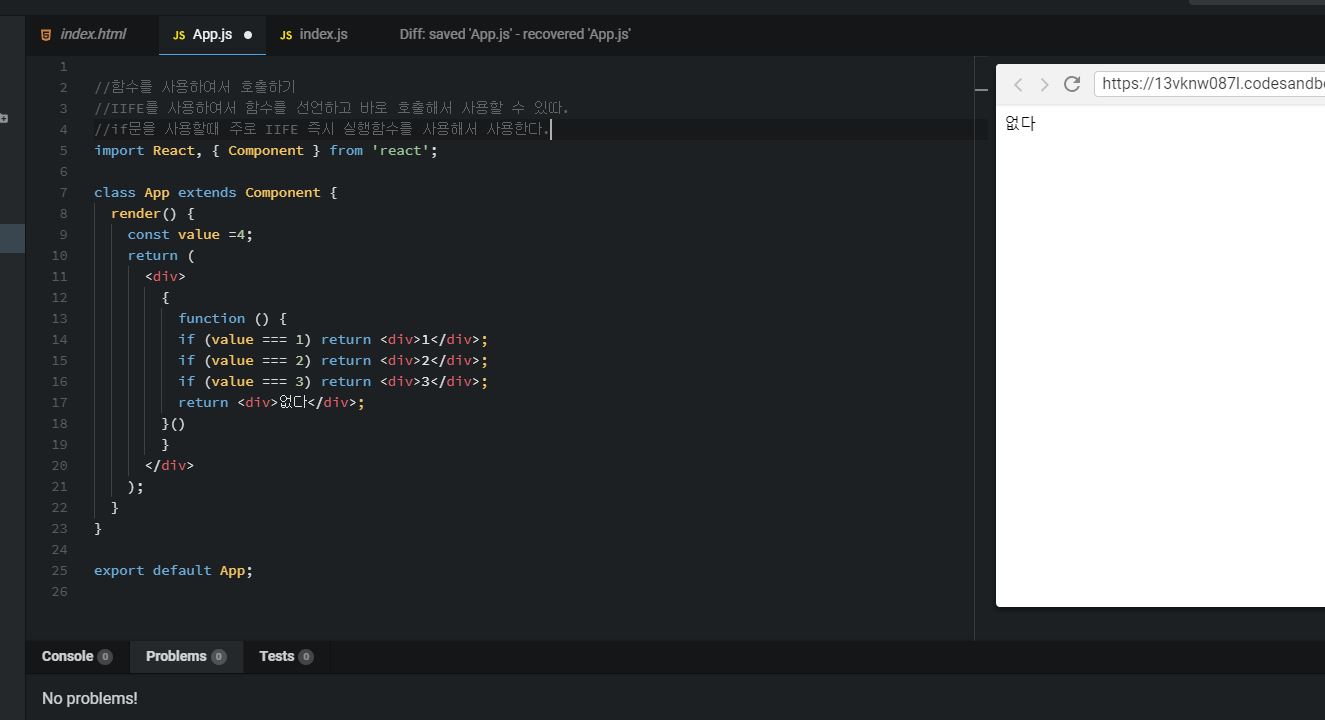 index.html
JS App.js
JS index.js
Diff: saved 'App.js' - recovered 'App.js'
1
2 //함수를 사용하여서 호출하기
3 //IIFE를 사용하여서 함수를 선언하고 바로 호출해서 사용할 수 있따.
4 //if문을 사용할때 주로 IIFE 즉시 실행함수를 사용해서 사용한다.
5 import React, { Component } from 'react';
6
7 class App extends Component {
8 render() {
9 const value =4;
10 return (
11 <div>
12 {
13 function () {
14 if (value === 1) return <div>1</div>;
15 if (value === 2) return <div>2</div>;
16 if (value === 3) return <div>3</div>;
17 return <div>없다</div>;
18 }()
19 }
20 </div>
21 );
22 }
23 }
24
25 export default App;
26
https://13vknw087l.codesandb
없다
Console 0
Problems 0
Tests 0
No problems!